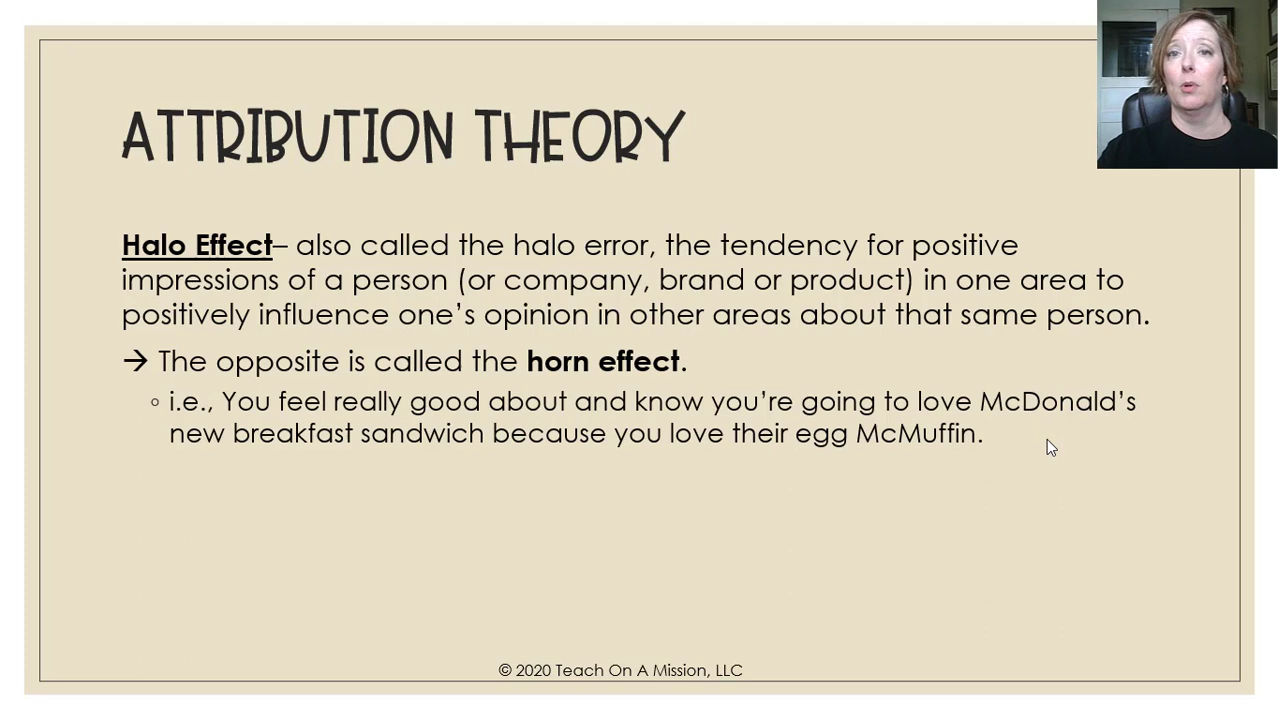 ATTRIBUTION THEORY
Halo Effect– also called the halo error, the tendency for positive
impressions of a person (or company, brand or product) in one area to
positively influence one’s opinion in other areas about that same person.
→ The opposite is called the horn effect.
◦ i.e., You feel really good about and know you’re going to love McDonald’s
new breakfast sandwich because you love their egg McMuffin.
© 2020 Teach On A Mission, LLC